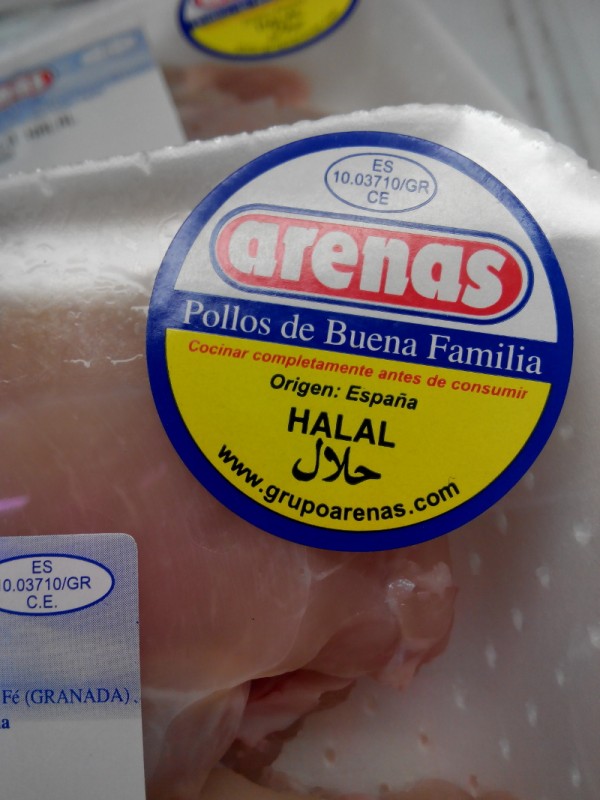 ES
10.03710/GR
CE
arenas
Pollos de Buena Familia
Cocinar completamente antes de consumir
Origen: España
HALAL
حلال
www.grupoarenas.com
ES
10.03710/GR
C.E.
Fé (GRANADA)